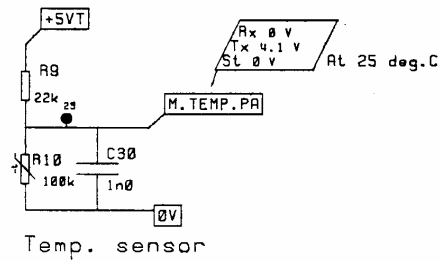 +5VT
Rx 0 V
Tx 4.1 V
St 0 V
At 25 deg.C
R9
22k
29
M.TEMP.PA
R10
100k
C30
1n0
0V
Temp. sensor